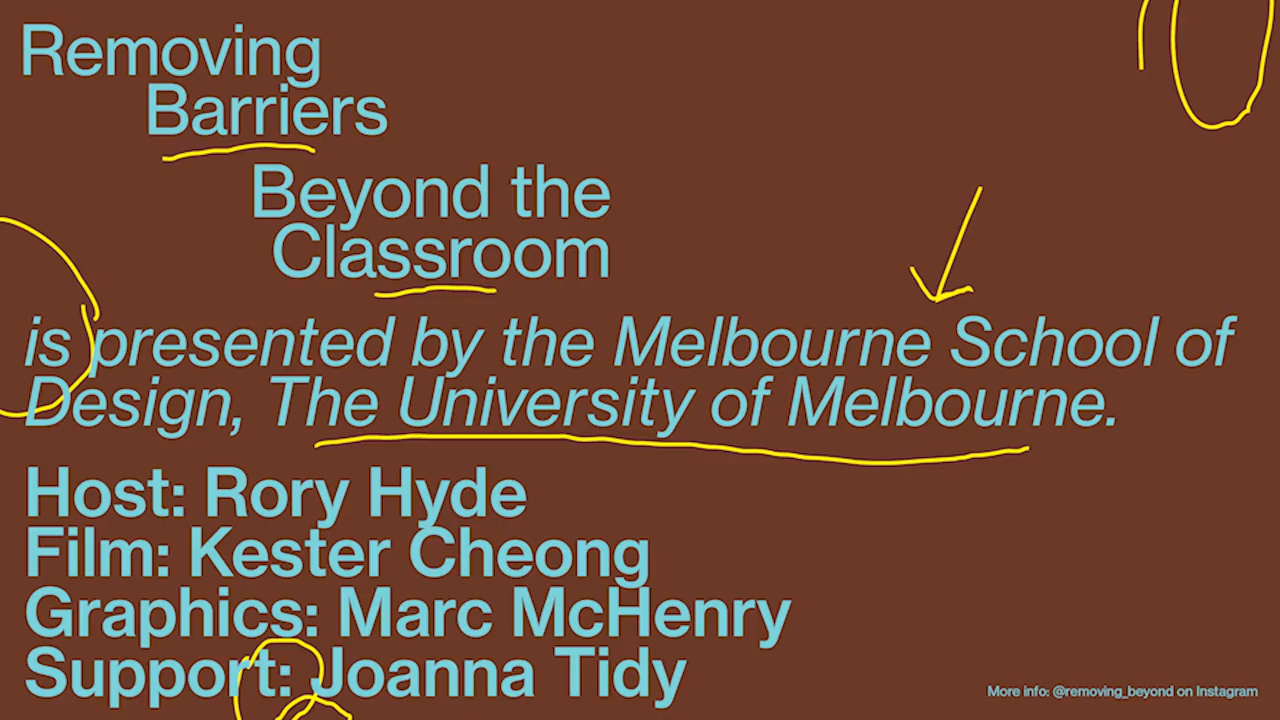 Removing
Barriers
Beyond the
Classroom
is presented by the Melbourne School of
Design, The University of Melbourne.
Host: Rory Hyde
Film: Kester Cheong
Graphics: Marc McHenry
Support: Joanna Tidy
More info: @removing_beyond on Instagram